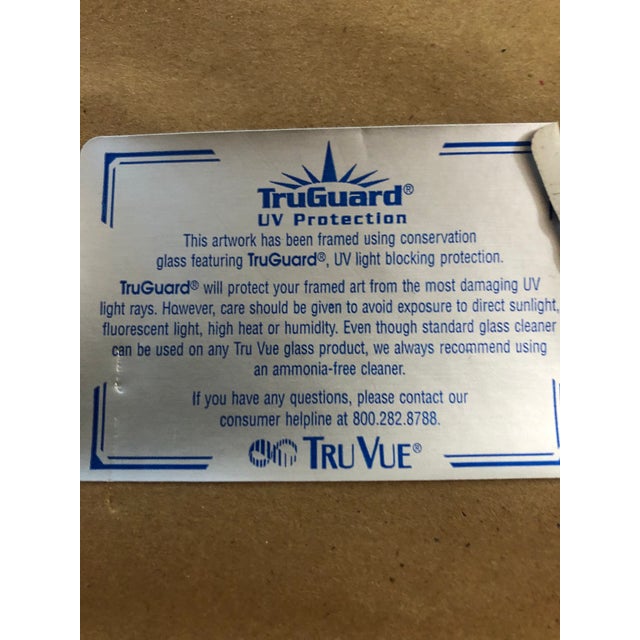 TruGuard®
UV Protection
This artwork has been framed using conservation
glass featuring TruGuard®, UV light blocking protection.
TruGuard® will protect your framed art from the most damaging UV
light rays. However, care should be given to avoid exposure to direct sunlight,
fluorescent light, high heat or humidity. Even though standard glass cleaner
can be used on any Tru Vue glass product, we always recommend using
an ammonia-free cleaner.
If you have any questions, please contact our
consumer helpline at 800.282.8788.
TRU VUE®